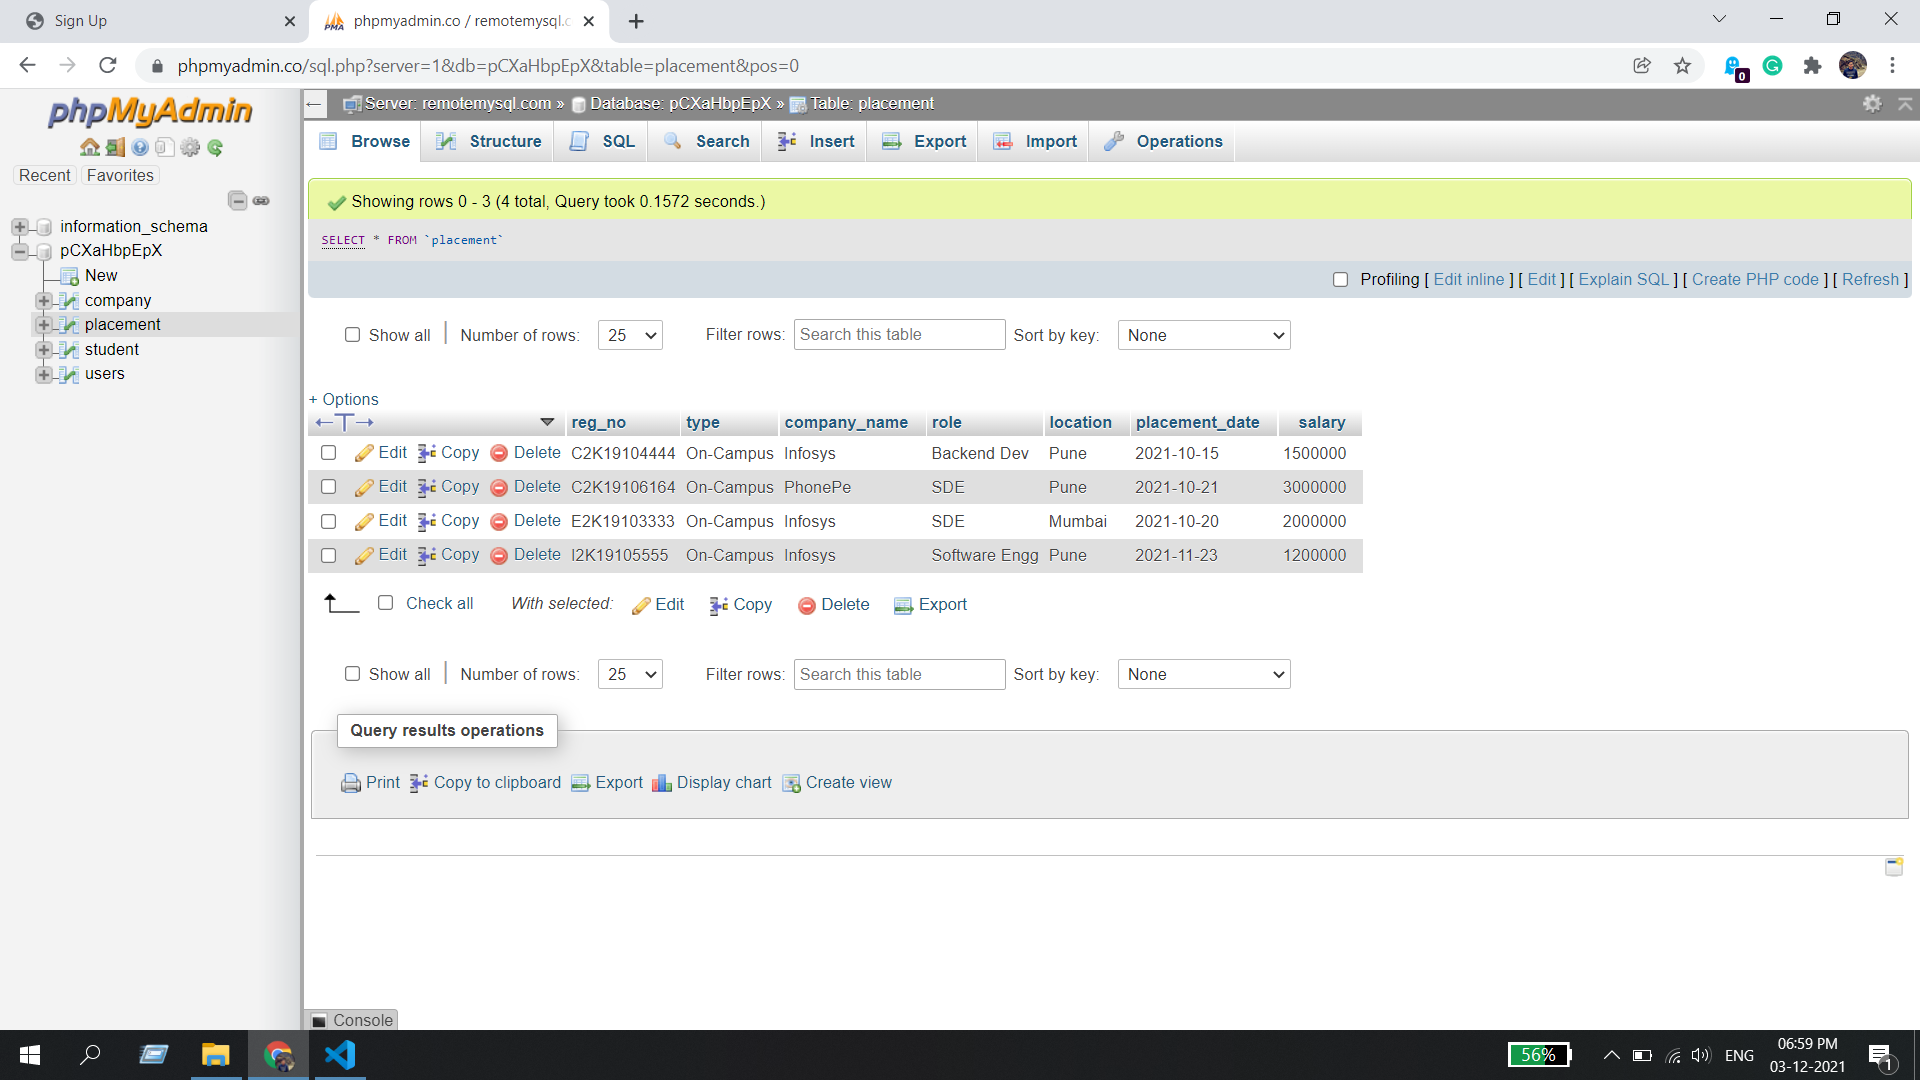 Sign Up
phpmyadmin.co / remotemysql.c
phpmyadmin.co/sql.php?server=1&db=pCXaHbpEpX&table=placement&pos=0
0
phpMyAdmin
Recent Favorites
information_schema
pCXaHbpEpX
New
company
placement
student
users
Server: remotemysql.com » Database: pCXaHbpEpX » Table: placement
Browse Structure SQL Search Insert Export Import Operations
Showing rows 0 - 3 (4 total, Query took 0.1572 seconds.)
SELECT * FROM `placement`
Profiling [ Edit inline ] [ Edit ] [ Explain SQL ] [ Create PHP code ] [ Refresh ]
Show all Number of rows: 25 Filter rows: Search this table Sort by key: None
+ Options
reg_no type company_name role location placement_date salary
Edit Copy Delete C2K19104444 On-Campus Infosys Backend Dev Pune 2021-10-15 1500000
Edit Copy Delete C2K19106164 On-Campus PhonePe SDE Pune 2021-10-21 3000000
Edit Copy Delete E2K19103333 On-Campus Infosys SDE Mumbai 2021-10-20 2000000
Edit Copy Delete I2K19105555 On-Campus Infosys Software Engg Pune 2021-11-23 1200000
Check all With selected: Edit Copy Delete Export
Show all Number of rows: 25 Filter rows: Search this table Sort by key: None
Query results operations
Print Copy to clipboard Export Display chart Create view
Console
56% ENG 06:59 PM
03-12-2021
1